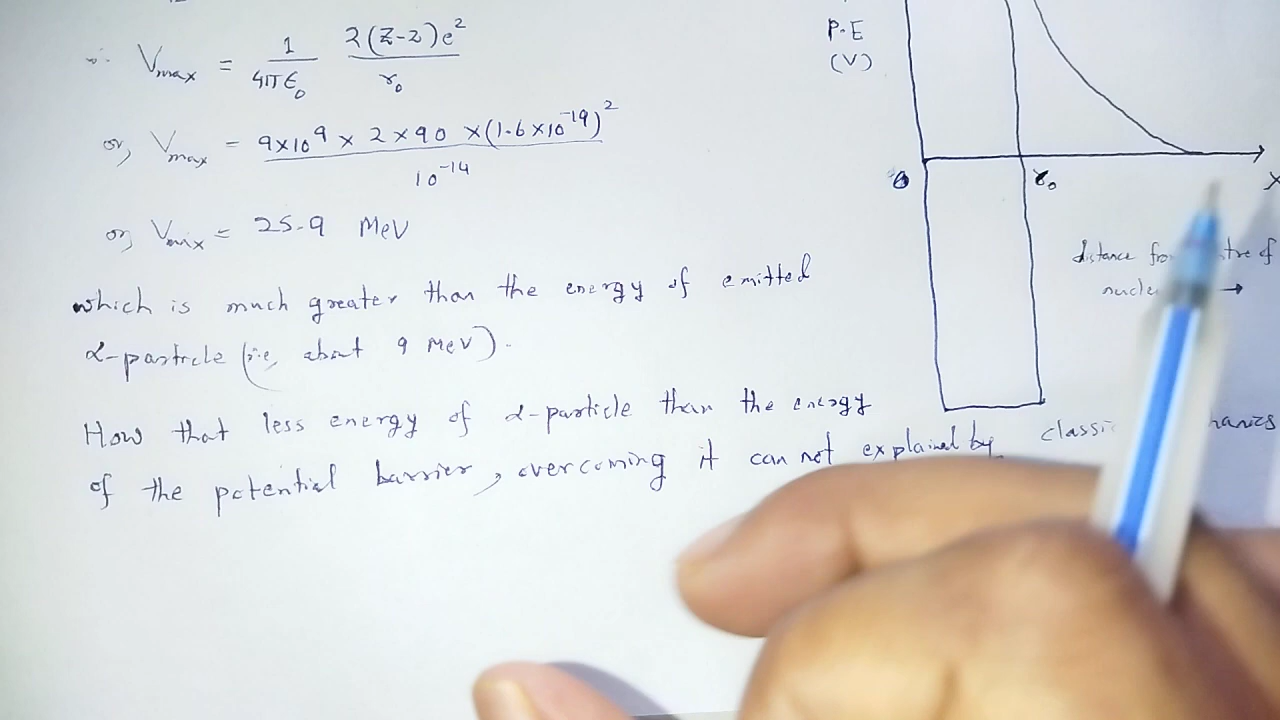 ∴ Vmax = 1/4πϵ₀ 2(Z-2)e²/r₀
or, Vmax = 9×10⁹ × 2×90 ×(1.6×10⁻¹⁹)²/10⁻¹⁴
or, Vmax = 25.9 MeV
which is much greater than the energy of emitted
α-particle (i.e, about 9 MeV).
How that less energy of α-particle than the energy
of the potential barrier, overcoming it can not explained by
P.E
(V)
0
r₀
X
distance of
→